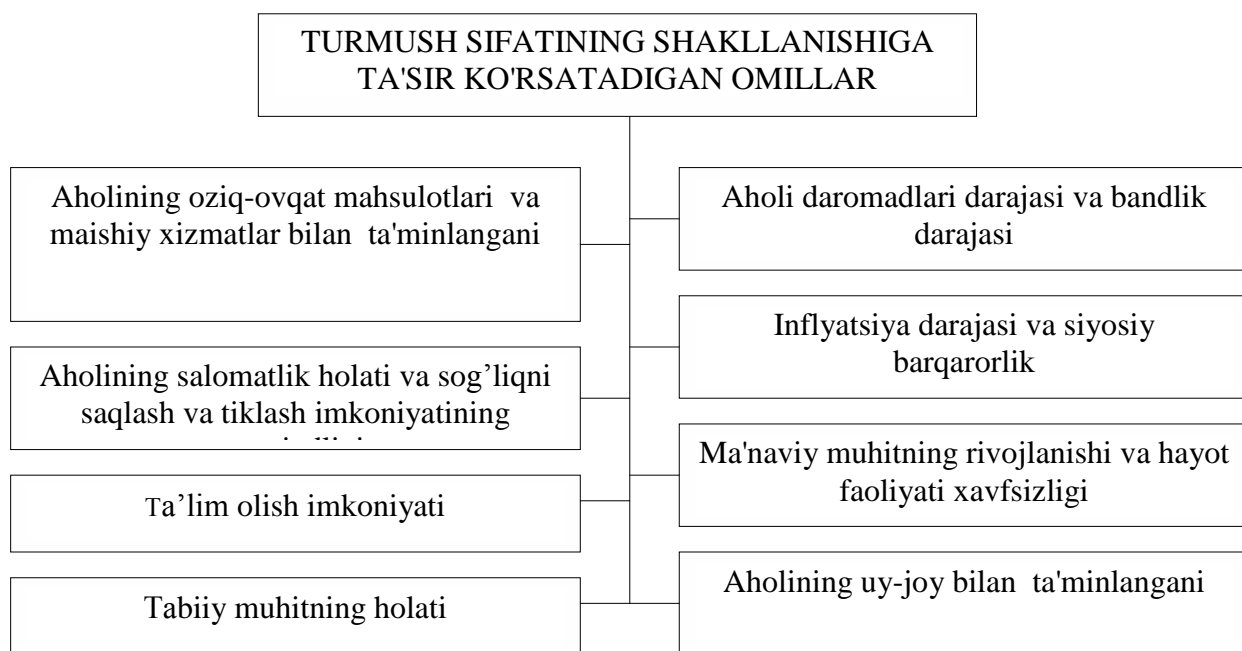 TURMUSH SIFATINING SHAKLLANISHIGA
TA'SIR KO'RSATADIGAN OMILLAR
Aholining oziq-ovqat mahsulotlari va
maishiy xizmatlar bilan ta'minlangani
Aholining salomatlik holati va sog’liqni
saqlash va tiklash imkoniyatining
Ta’lim olish imkoniyati
Tabiiy muhitning holati
Aholi daromadlari darajasi va bandlik
darajasi
Inflyatsiya darajasi va siyosiy
barqarorlik
Ma'naviy muhitning rivojlanishi va hayot
faoliyati xavfsizligi
Aholining uy-joy bilan ta'minlangani